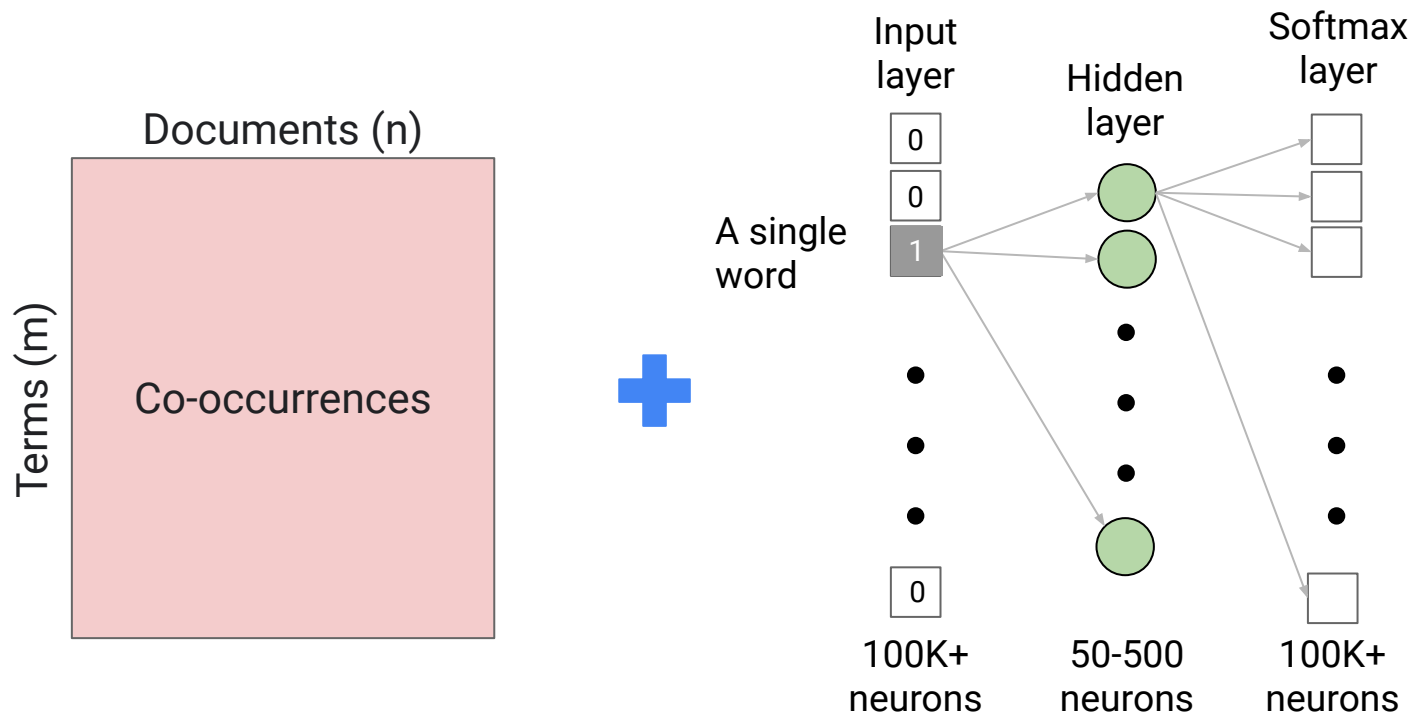 Documents (n)
Terms (m)
Co-occurrences
Input
layer
Hidden
layer
Softmax
layer
A single
word
0
0
1
0
100K+
neurons
50-500
neurons
100K+
neurons